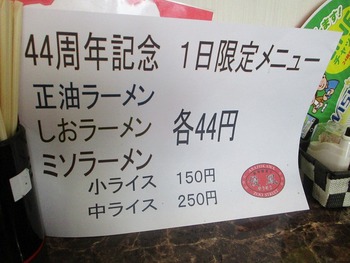 44周年記念 1日限定メニュー
正油ラーメン
しおラーメン 各44円
ミソラーメン
小ライス 150円
中ライス 250円